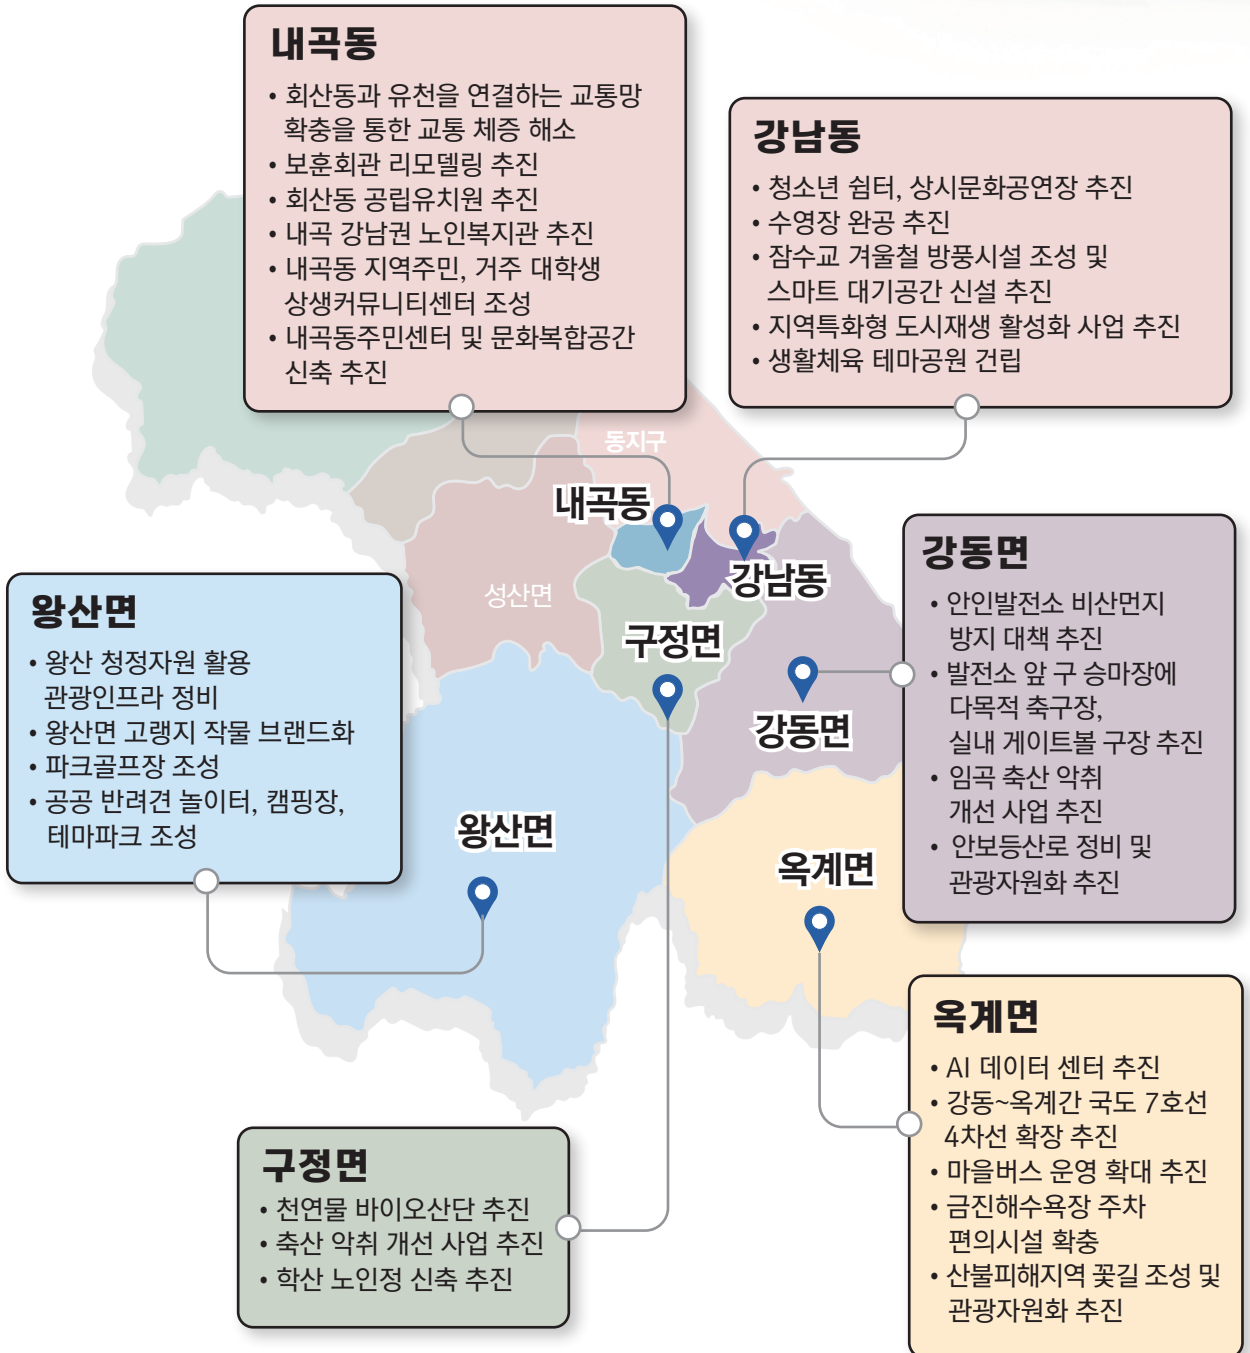 내곡동
• 회산동과 유천을 연결하는 교통망
확충을 통한 교통 체증 해소
• 보훈회관 리모델링 추진
• 회산동 공립유치원 추진
• 내곡 강남권 노인복지관 추진
• 내곡동 지역주민, 거주 대학생
상생커뮤니티센터 조성
• 내곡동주민센터 및 문화복합공간
신축 추진
강남동
• 청소년 쉼터, 상시문화공연장 추진
• 수영장 완공 추진
• 잠수교 겨울철 방풍시설 조성 및
스마트 대기공간 신설 추진
• 지역특화형 도시재생 활성화 사업 추진
• 생활체육 테마공원 건립
동지구
내곡동
강남동
성산면
구정면
강동면
왕산면
옥계면
왕산면
• 왕산 청정자원 활용
관광인프라 정비
• 왕산면 고랭지 작물 브랜드화
• 파크골프장 조성
• 공공 반려견 놀이터, 캠핑장,
테마파크 조성
강동면
• 안인발전소 비산먼지
방지 대책 추진
• 발전소 앞 구 승마장에
다목적 축구장,
실내 게이트볼 구장 추진
• 임곡 축산 악취
개선 사업 추진
• 안보등산로 정비 및
관광자원화 추진
구정면
• 천연물 바이오산단 추진
• 축산 악취 개선 사업 추진
• 학산 노인정 신축 추진
옥계면
• AI 데이터 센터 추진
• 강동~옥계간 국도 7호선
4차선 확장 추진
• 마을버스 운영 확대 추진
• 금진해수욕장 주차
편의시설 확충
• 산불피해지역 꽃길 조성 및
관광자원화 추진